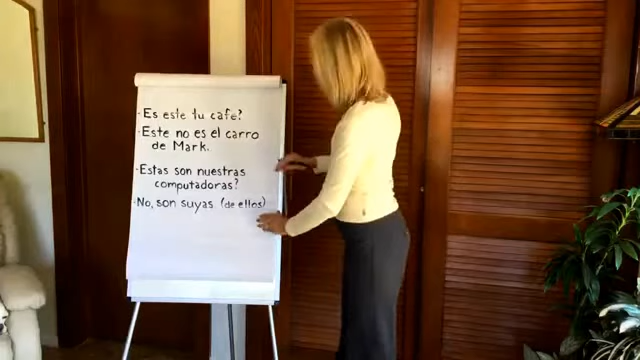 - Es este tu café?
- Este no es el carro
de Mark.
- Estas son nuestras
computadoras?
- No, son suyas (de ellos)